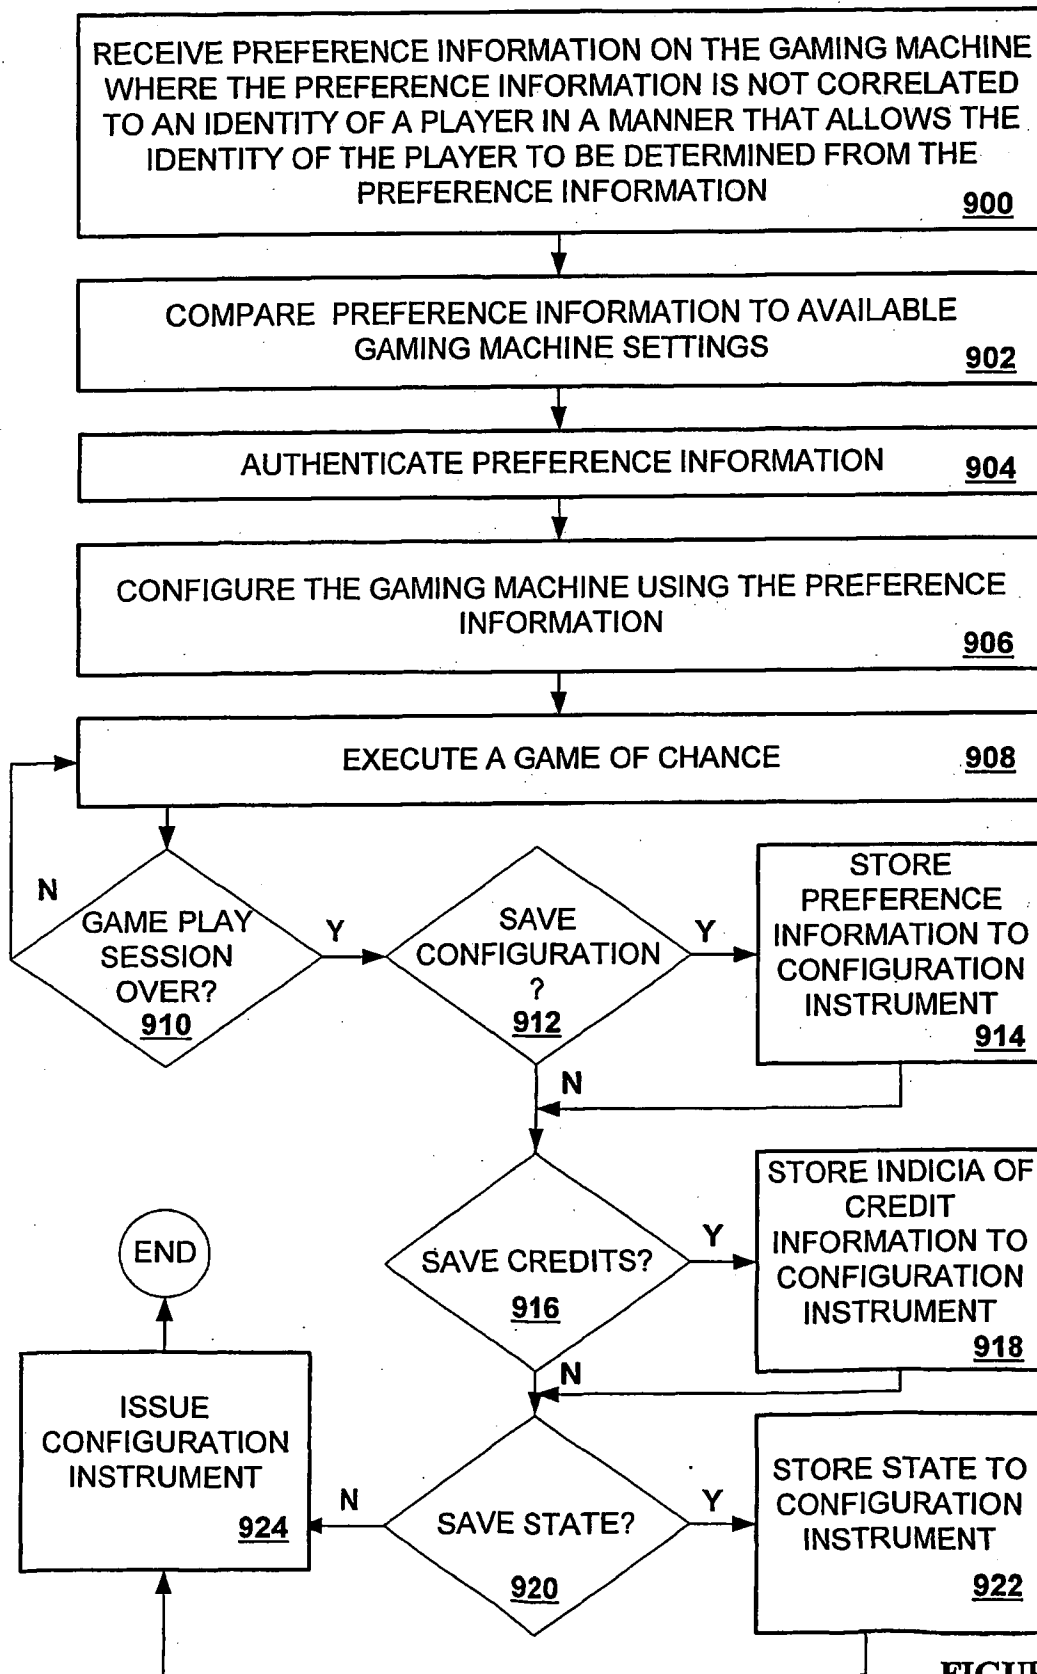 RECEIVE PREFERENCE INFORMATION ON THE GAMING MACHINE
WHERE THE PREFERENCE INFORMATION IS NOT CORRELATED
TO AN IDENTITY OF A PLAYER IN A MANNER THAT ALLOWS THE
IDENTITY OF THE PLAYER TO BE DETERMINED FROM THE
PREFERENCE INFORMATION
900
COMPARE PREFERENCE INFORMATION TO AVAILABLE
GAMING MACHINE SETTINGS
902
AUTHENTICATE PREFERENCE INFORMATION
904
CONFIGURE THE GAMING MACHINE USING THE PREFERENCE
INFORMATION
906
EXECUTE A GAME OF CHANCE
908
N
GAME PLAY
SESSION
OVER?
910
Y
SAVE
CONFIGURATION
?
912
Y
STORE
PREFERENCE
INFORMATION TO
CONFIGURATION
INSTRUMENT
914
N
SAVE CREDITS?
916
Y
STORE INDICIA OF
CREDIT
INFORMATION TO
CONFIGURATION
INSTRUMENT
918
N
END
ISSUE
CONFIGURATION
INSTRUMENT
924
N
SAVE STATE?
920
Y
STORE STATE TO
CONFIGURATION
INSTRUMENT
922